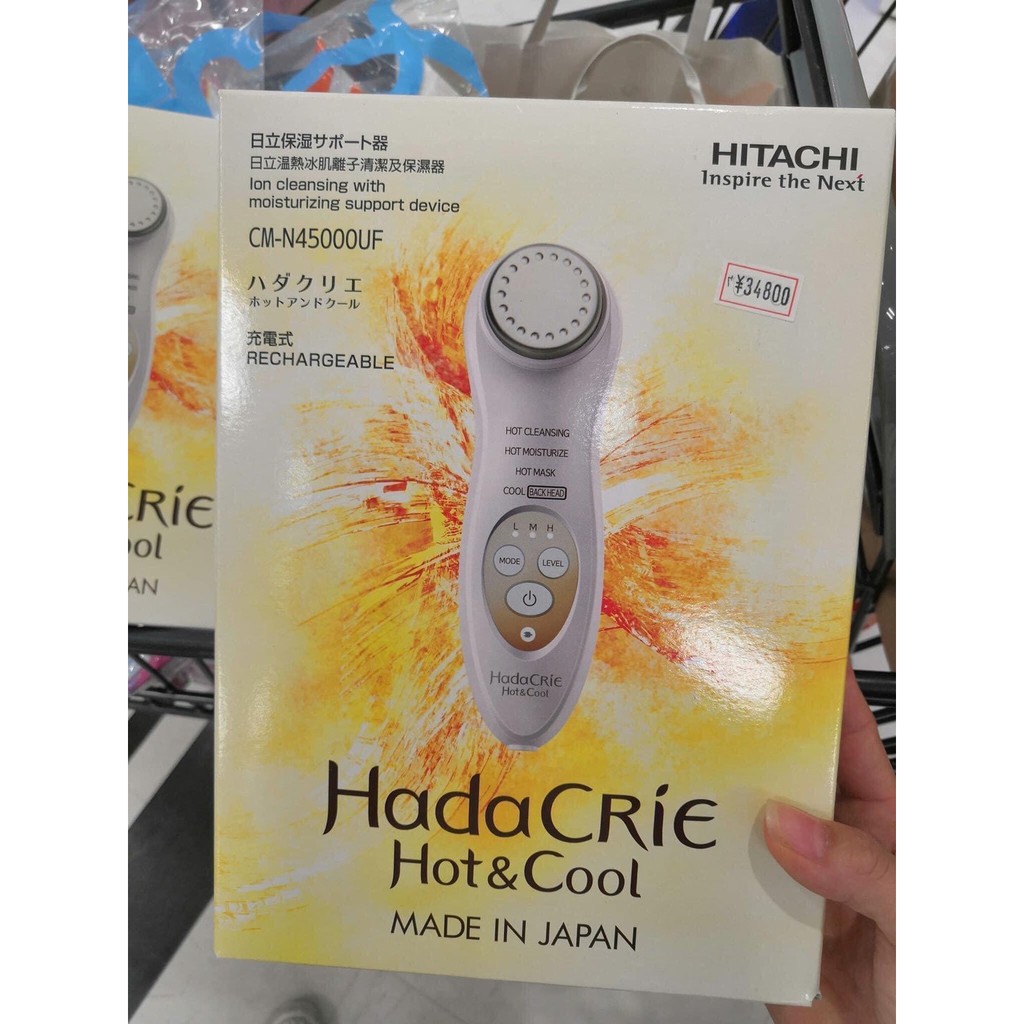 日立保湿サポート器
日立溫熱冰肌離子清潔及保濕器
Ion cleansing with
moisturizing support device
CM-N45000UF
ハダクリエ
ホットアンドクール
充電式
RECHARGEABLE
HITACHI
Inspire the Next
¥34800
HOT CLEANSING
HOT MOISTURIZE
HOT MASK
COOL BACK HEAD
L M H
MODE LEVEL
HadaCRiE
Hot&Cool
HadaCRiE
Hot&Cool
MADE IN JAPAN
CRiE
ool
AN